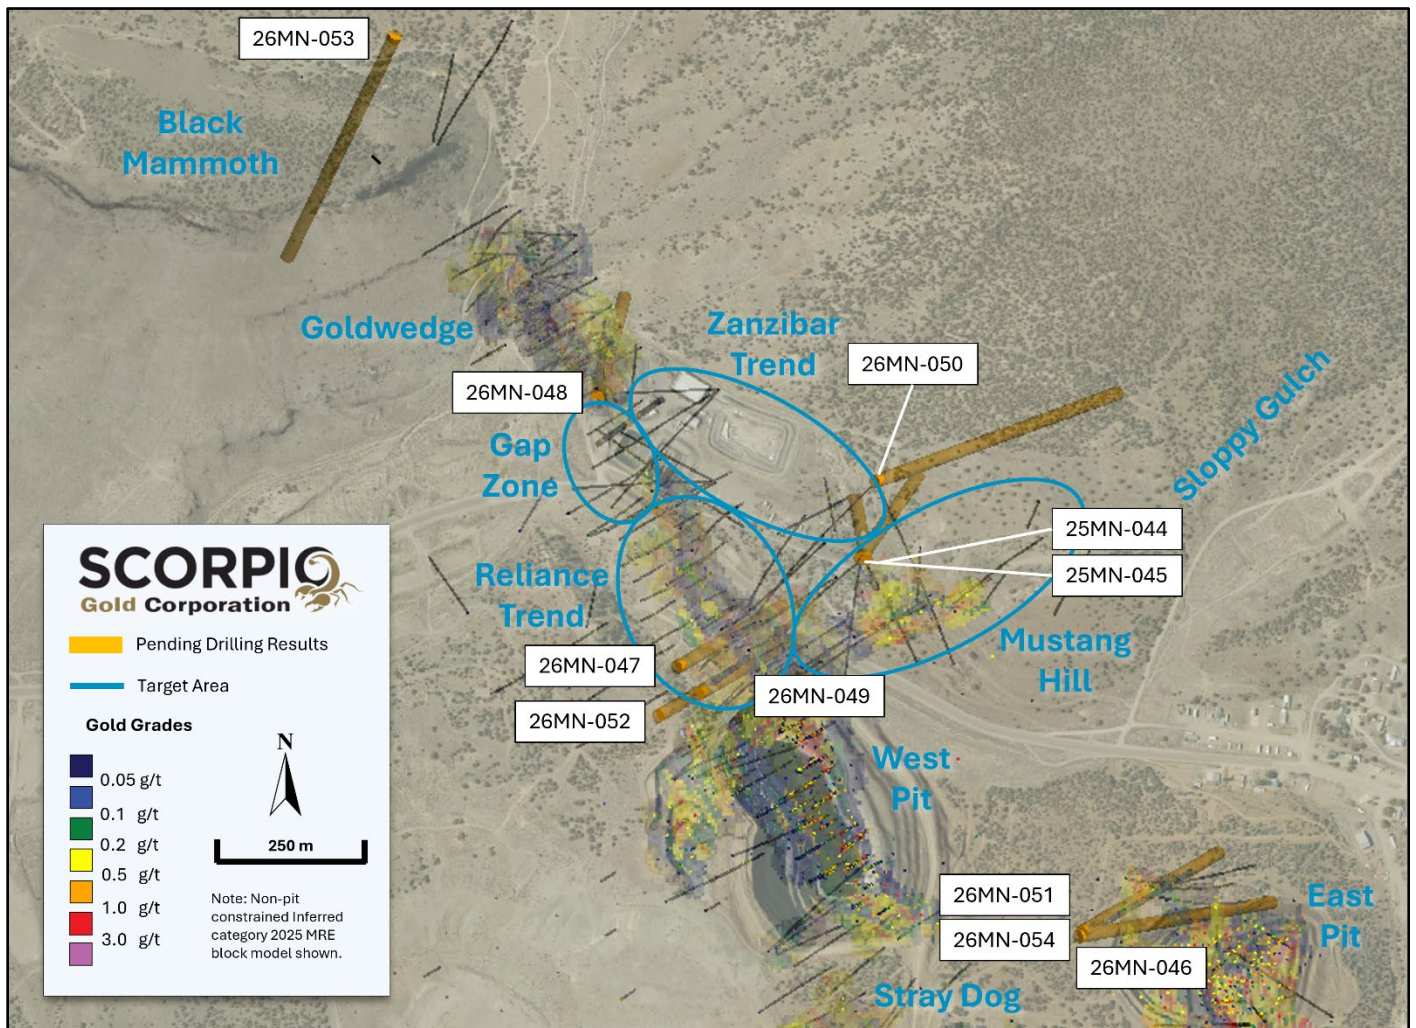 26MN-053
Black
Mammoth
Goldwedge
Zanzibar
Trend
26MN-050
26MN-048
Gap
Zone
Sloppy Gulch
25MN-044
25MN-045
Reliance
Trend
Mustang
Hill
26MN-047
26MN-049
26MN-052
West
Pit
26MN-051
26MN-054
26MN-046
East
Pit
Stray Dog
SCORPIO
Gold Corporation
Pending Drilling Results
Target Area
Gold Grades
0.05 g/t
0.1 g/t
0.2 g/t
0.5 g/t
1.0 g/t
3.0 g/t
N
250 m
Note: Non-pit
constrained Inferred
category 2025 MRE
block model shown.